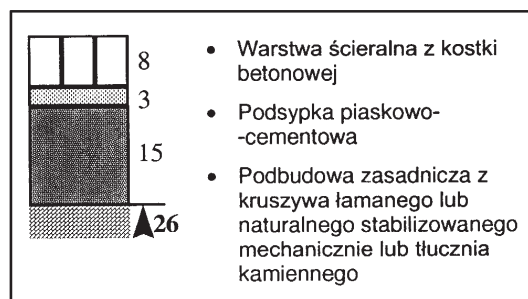 8
3
15
26
• Warstwa ścieralna z kostki
betonowej
• Podsypka piaskowo-
-cementowa
• Podbudowa zasadnicza z
kruszywa łamanego lub
naturalnego stabilizowanego
mechanicznie lub tłucznia
kamiennego